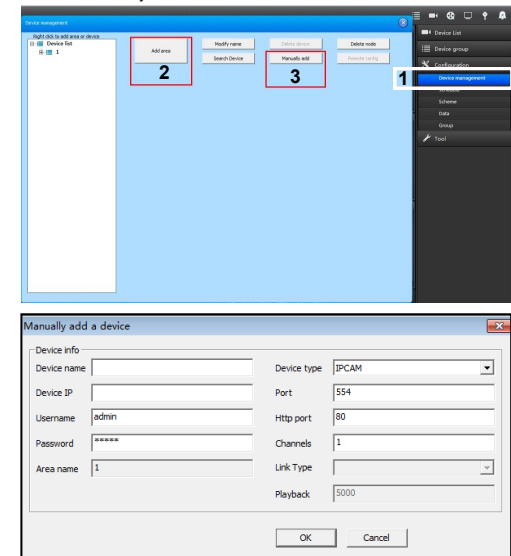 Device management
Right click to add area or device
Device list
1
Add area
Modify name
Delete device
Delete node
Search Device
Manually add
Remote config
2
3
1
Device List
Device group
Configuration
Device management
Schedule
Scheme
Data
Group
Tool
Manually add a device
Device info
Device name
Device type IPCAM
Device IP
Port 554
Username admin
Http port 80
Password *****
Channels 1
Area name 1
Link Type
Playback 5000
OK Cancel